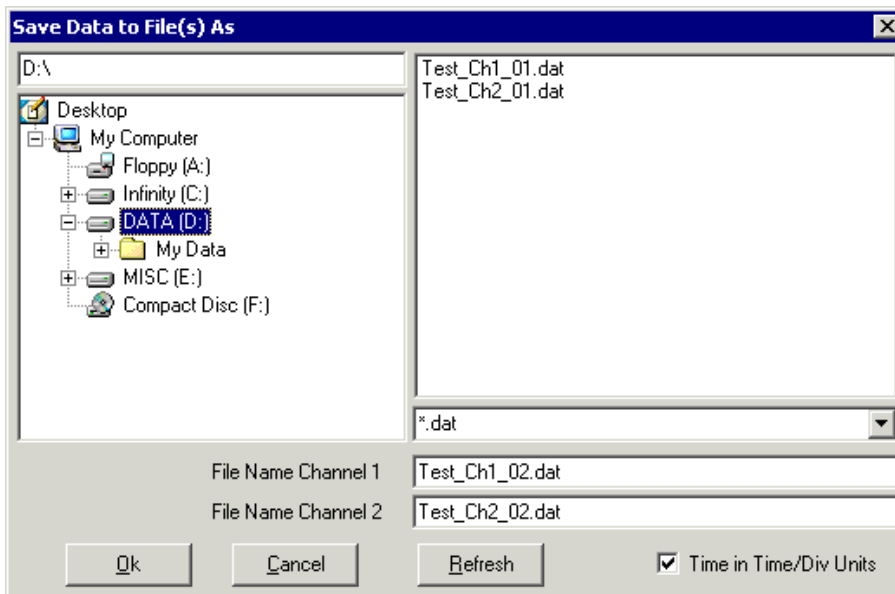 Save Data to File(s) As
D:\
Desktop
My Computer
Floppy (A:)
Infinity (C:)
DATA (D:)
My Data
MISC (E:)
Compact Disc (F:)
Test_Ch1_01.dat
Test_Ch2_01.dat
*.dat
File Name Channel 1
Test_Ch1_02.dat
File Name Channel 2
Test_Ch2_02.dat
Ok
Cancel
Refresh
Time in Time/Div Units